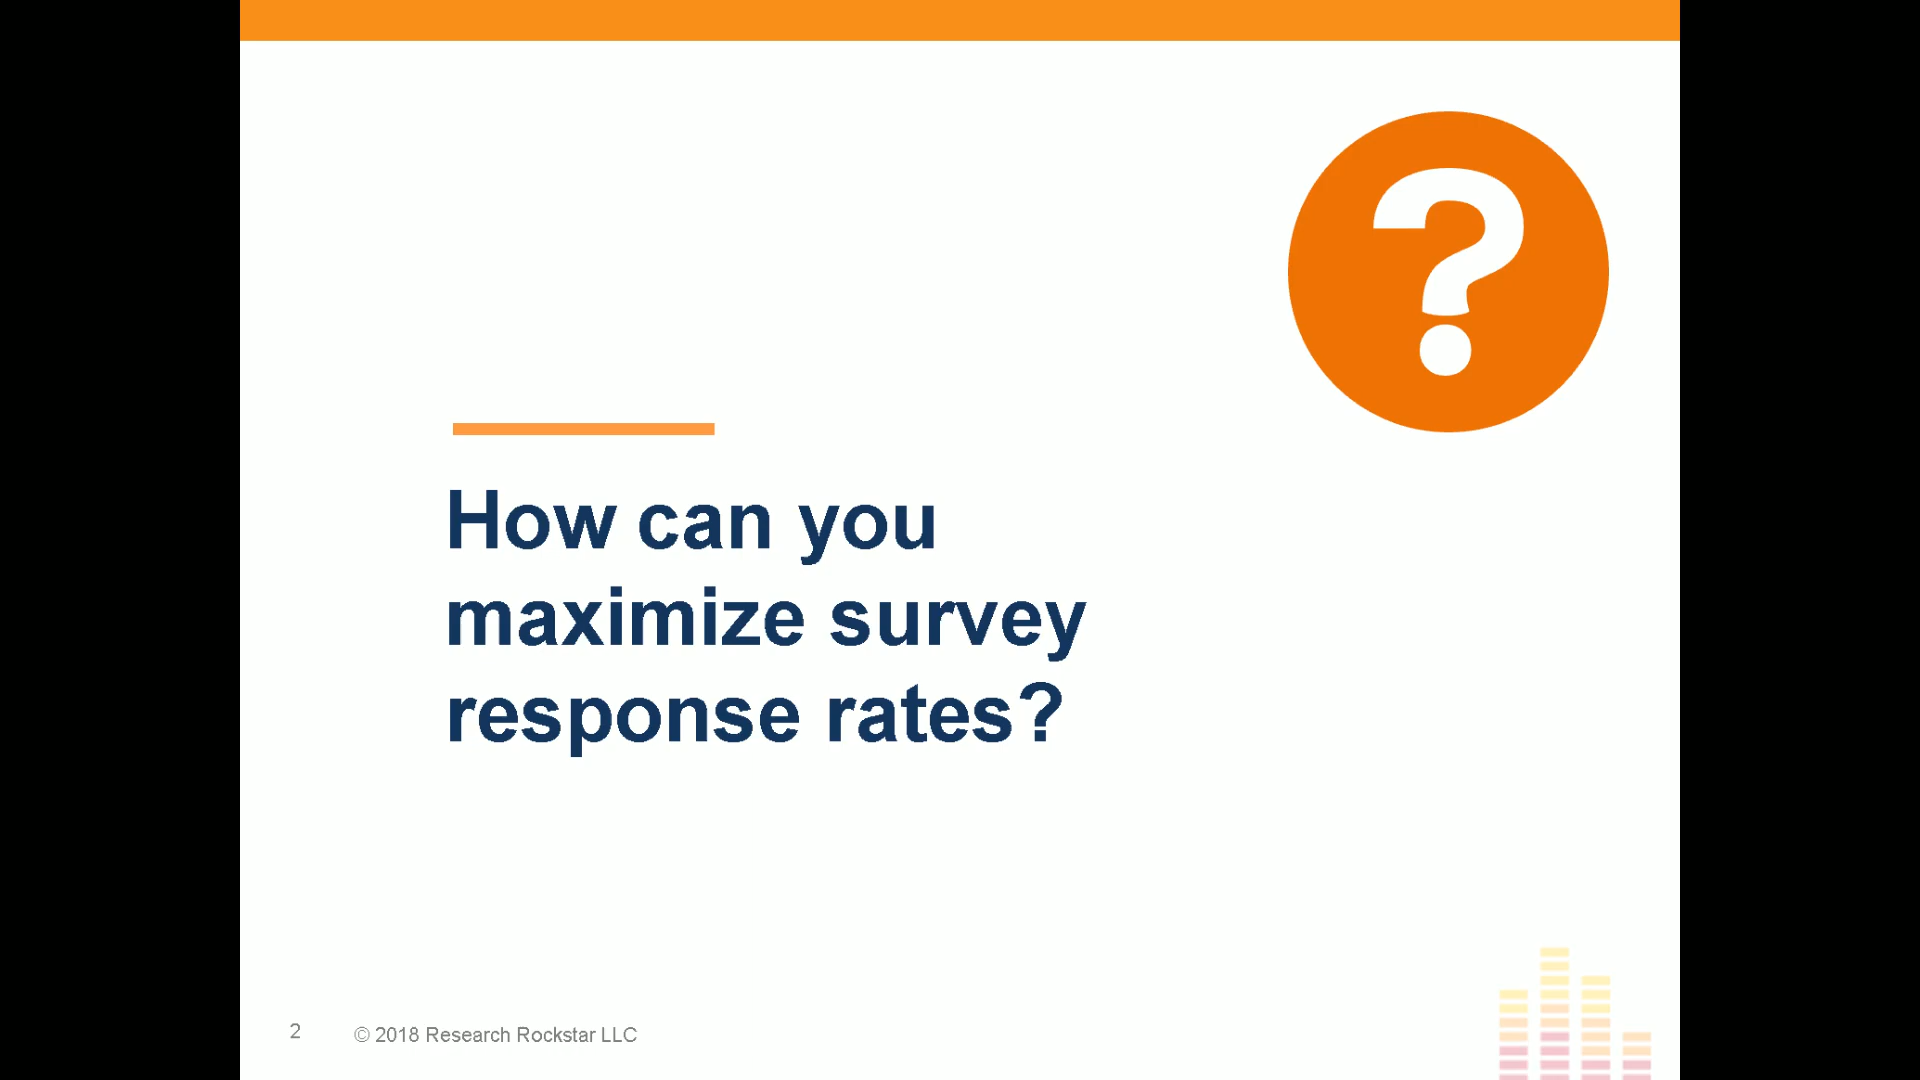 ?
How can you
maximize survey
response rates?
2
© 2018 Research Rockstar LLC